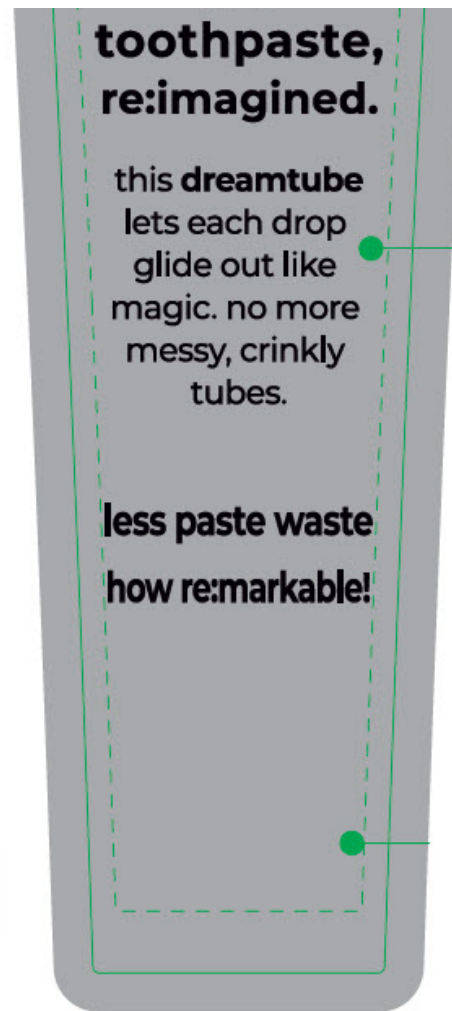 toothpaste,
re:imagined.
this dreamtube
lets each drop
glide out like
magic. no more
messy, crinkly
tubes.
less paste waste
how re:markable!